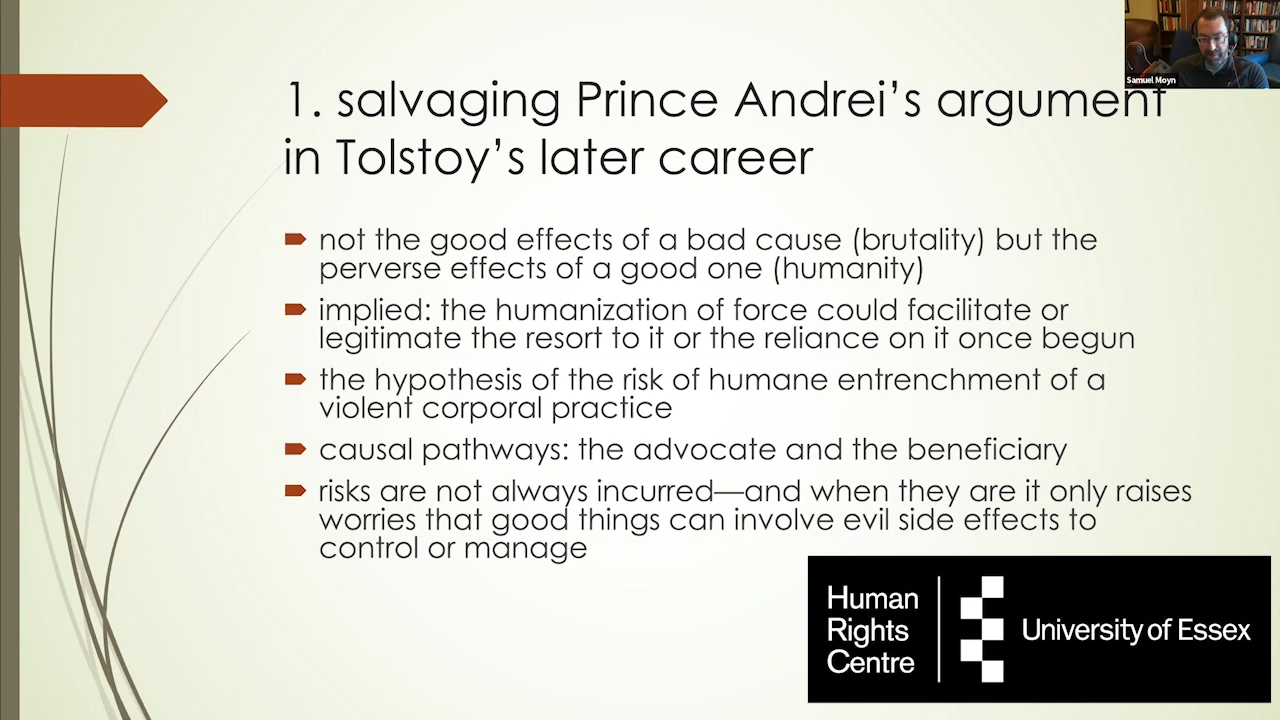 Samuel Moyn
1. salvaging Prince Andrei’s argument
in Tolstoy’s later career
not the good effects of a bad cause (brutality) but the
perverse effects of a good one (humanity)
implied: the humanization of force could facilitate or
legitimate the resort to it or the reliance on it once begun
the hypothesis of the risk of humane entrenchment of a
violent corporal practice
causal pathways: the advocate and the beneficiary
risks are not always incurred—and when they are it only raises
worries that good things can involve evil side effects to
control or manage
Human
Rights
Centre
University of Essex